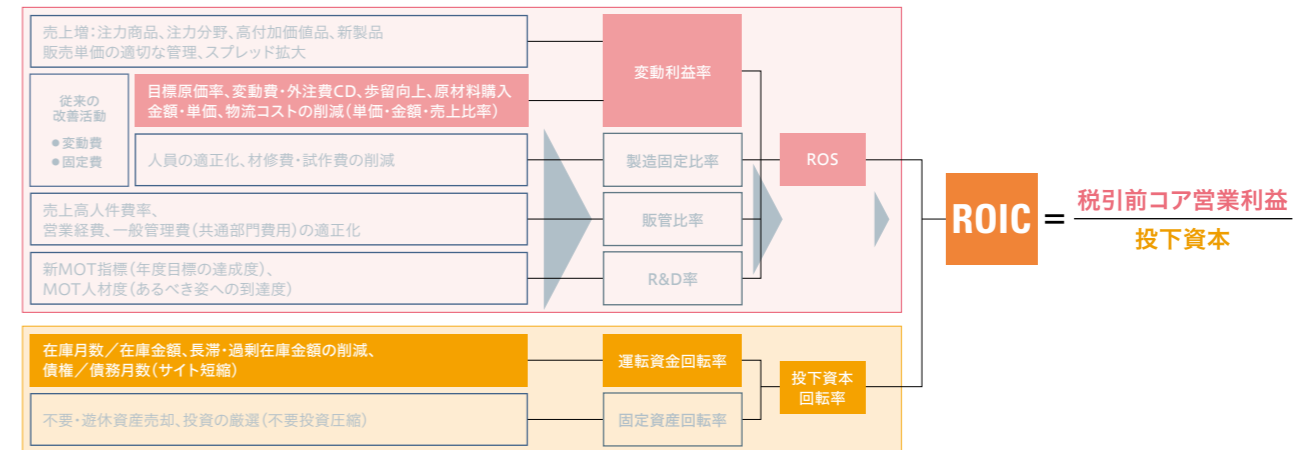 売上増：注力商品、注力分野、高付加価値品、新製品
販売単価の適切な管理、スプレッド拡大
従来の
改善活動
●変動費
●固定費
目標原価率、変動費・外注費CD、歩留向上、原材料購入
金額・単価、物流コストの削減（単価・金額・売上比率）
人員の適正化、材修費・試作費の削減
売上高人件費率、
営業経費、一般管理費（共通部門費用）の適正化
新MOT指標（年度目標の達成度）、
MOT人材度（あるべき姿への到達度）
変動利益率
製造固定比率
販管比率
R&D率
ROS
在庫月数／在庫金額、長滞・過剰在庫金額の削減、
債権／債務月数（サイト短縮）
不要・遊休資産売却、投資の厳選（不要投資圧縮）
運転資金回転率
固定資産回転率
投下資本
回転率
ROIC
=
税引前コア営業利益
投下資本